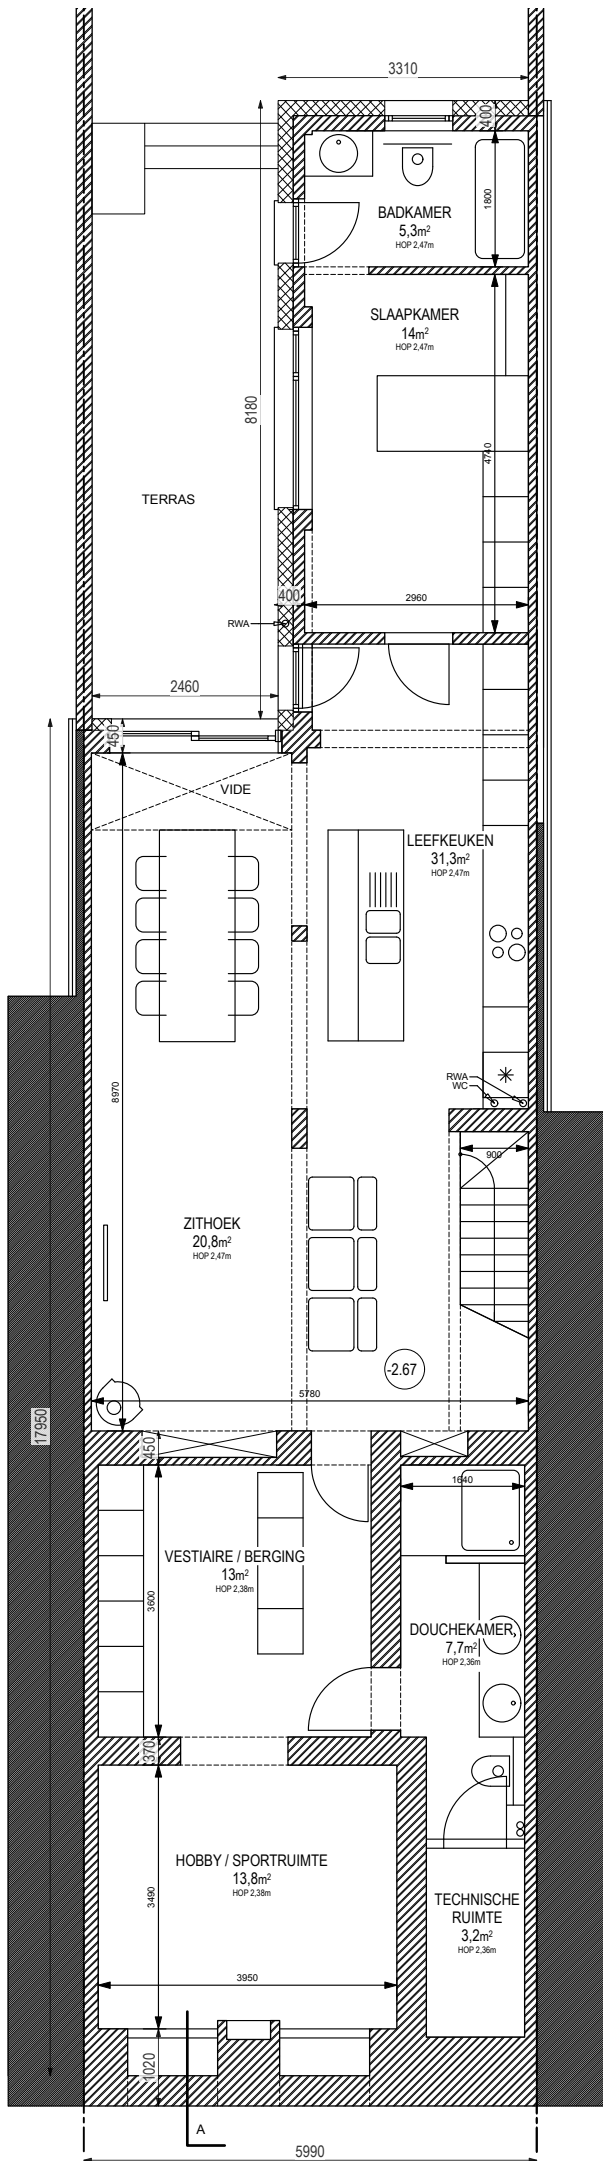 3310
400
BADKAMER
5,3m²
HOP 2,47m
1800
SLAAPKAMER
14m²
HOP 2,47m
8180
4740
TERRAS
400
2960
RWA
2460
450
VIDE
LEEFKEUKEN
31,3m²
HOP 2,47m
8970
RWA
WC
900
ZITHOEK
20,8m²
HOP 2,47m
-2.67
5780
17950
450
1640
VESTIAIRE / BERGING
13m²
HOP 2,38m
3600
DOUCHEKAMER
7,7m²
HOP 2,36m
370
HOBBY / SPORTRUIMTE
13,8m²
HOP 2,38m
3490
TECHNISCHE
RUIMTE
3,2m²
HOP 2,36m
3950
1020
A
5990